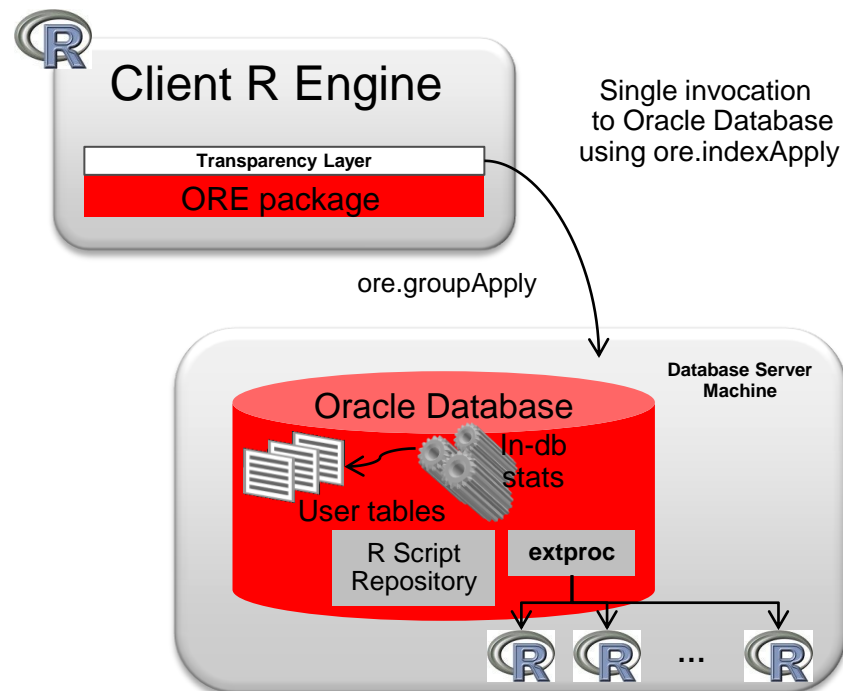 R
Client R Engine
Transparency Layer
ORE package
Single invocation
to Oracle Database
using ore.indexApply
ore.groupApply
Database Server
Machine
Oracle Database
In-db
stats
User tables
R Script
Repository
extproc
R
R
...
R